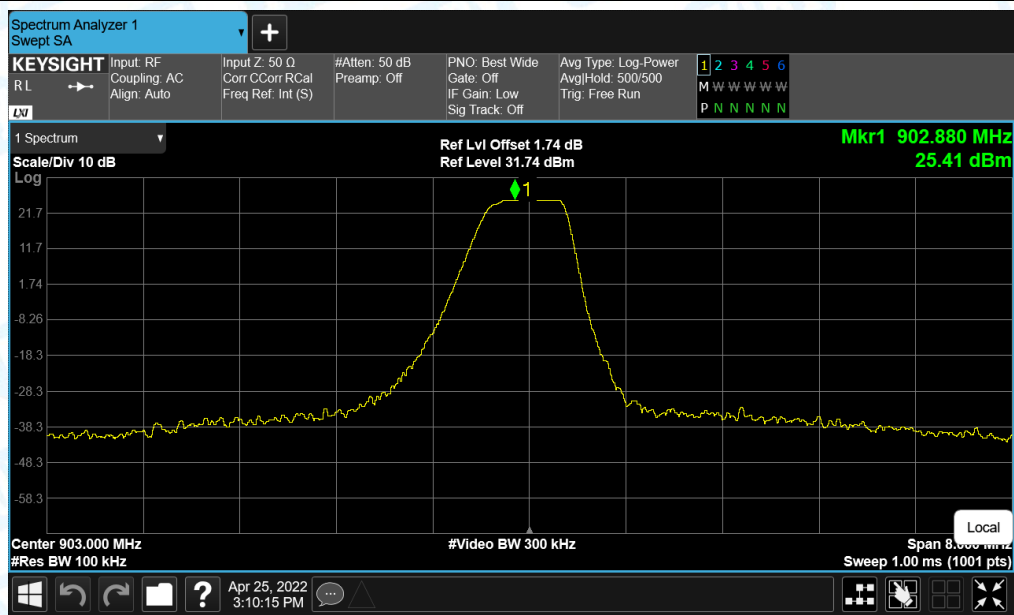 Spectrum Analyzer 1
Swept SA
+
KEYSIGHT
R L
LXI
Input: RF
Coupling: AC
Align: Auto
Input Z: 50 Ω
Corr CCorr RCal
Freq Ref: Int (S)
#Atten: 50 dB
Preamp: Off
PNO: Best Wide
Gate: Off
IF Gain: Low
Sig Track: Off
Avg Type: Log-Power
Avg|Hold: 500/500
Trig: Free Run
1 2 3 4 5 6
M W W W W W
P N N N N N
1 Spectrum
Scale/Div 10 dB
Ref Lvl Offset 1.74 dB
Ref Level 31.74 dBm
Mkr1 902.880 MHz
25.41 dBm
Log
1
21.7
11.7
1.74
-8.26
-18.3
-28.3
-38.3
-48.3
-58.3
Local
Center 903.000 MHz
#Video BW 300 kHz
Span 8.000 MHz
#Res BW 100 kHz
Sweep 1.00 ms (1001 pts)
?
Apr 25, 2022
3:10:15 PM